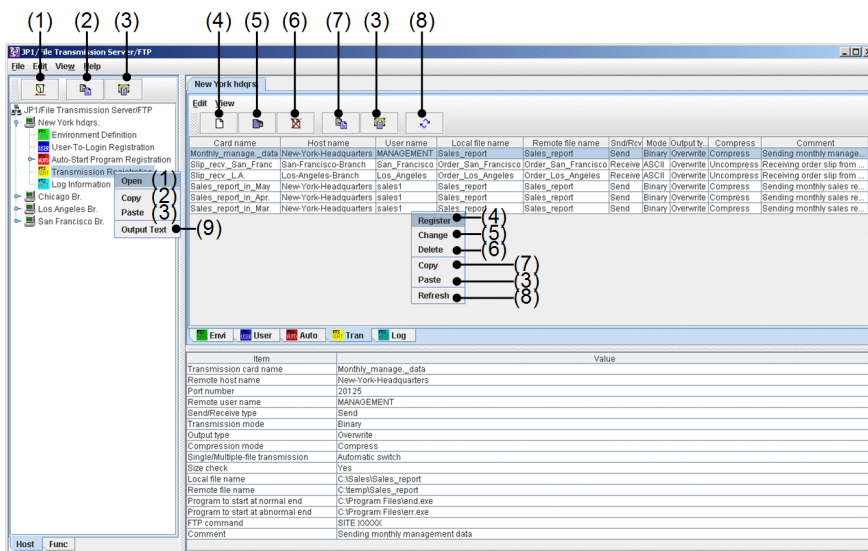 (1) (2) (3) (4) (5) (6) (7) (3) (8)
JP1/File Transmission Server/FTP
File Edit View Help
New York hdqrs.
Edit View
JP1/File Transmission Server/FTP
New York hdqrs.
Environment Definition
User-To-Login Registration
Auto-Start Program Registration
Transmission Registration
Log Information
Chicago Br.
Los Angeles Br.
San Francisco Br.
Open (1)
Copy (2)
Paste (3)
Output Text (9)
Card name Host name User name Local file name Remote file name Snd/Rcv Mode Output ty... Compress Comment
Monthly_manage._data New-York-Headquarters MANAGEMENT Sales_report Sales_report Send Binary Overwrite Compress Sending monthly manage...
Slip_recv._San_Franc San-Francisco-Branch San_Francisco Order_San_Francisco Order_San_Francisco Receive ASCII Overwrite Uncompress Receiving order slip from ...
Slip_recv._L.A. Los-Angeles-Branch Los_Angeles Order_Los_Angeles Order_Los_Angeles Receive ASCII Overwrite Uncompress Receiving order slip from ...
Sales_report_in_May New-York-Headquarters sales1 Sales_report Sales_report Send Binary Overwrite Compress Sending monthly sales re...
Sales_report_in_Apr. New-York-Headquarters sales1 Sales_report Sales_report Send Binary Overwrite Compress Sending monthly sales re...
Sales_report_in_Mar. New-York-Headquarters sales1 Sales_report Sales_report Send Binary Overwrite Compress Sending monthly sales re...
Register (4)
Change (5)
Delete (6)
Copy (7)
Paste (3)
Refresh (8)
Envi User Auto Tran Log
Item Value
Transmission card name Monthly_manage._data
Remote host name New-York-Headquarters
Port number 20125
Remote user name MANAGEMENT
Send/Receive type Send
Transmission mode Binary
Output type Overwrite
Compression mode Compress
Single/Multiple-file transmission Automatic switch
Size check Yes
Local file name C:\Sales\Sales_report
Remote file name C:\temp\Sales_report
Program to start at normal end C:\Program Files\end.exe
Program to start at abnormal end C:\Program Files\err.exe
FTP command SITE XXXXX
Comment Sending monthly management data
Host Func